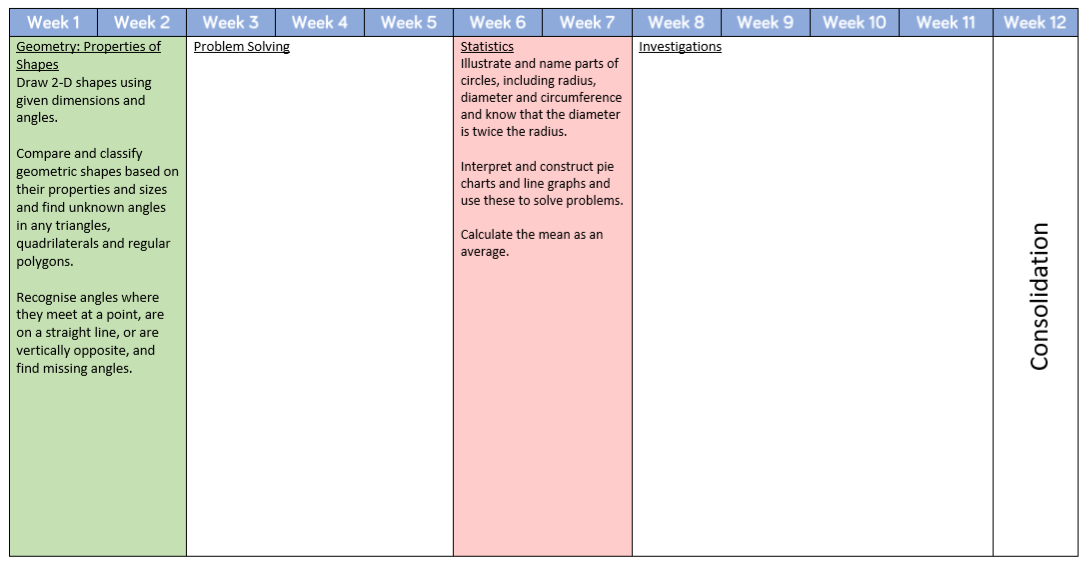 Week 1 Week 2 Week 3 Week 4 Week 5 Week 6 Week 7 Week 8 Week 9 Week 10 Week 11 Week 12
Geometry: Properties of
Shapes
Draw 2-D shapes using
given dimensions and
angles.
Compare and classify
geometric shapes based on
their properties and sizes
and find unknown angles
in any triangles,
quadrilaterals and regular
polygons.
Recognise angles where
they meet at a point, are
on a straight line, or are
vertically opposite, and
find missing angles.
Problem Solving
Statistics
Illustrate and name parts of
circles, including radius,
diameter and circumference
and know that the diameter
is twice the radius.
Interpret and construct pie
charts and line graphs and
use these to solve problems.
Calculate the mean as an
average.
Investigations
Consolidation